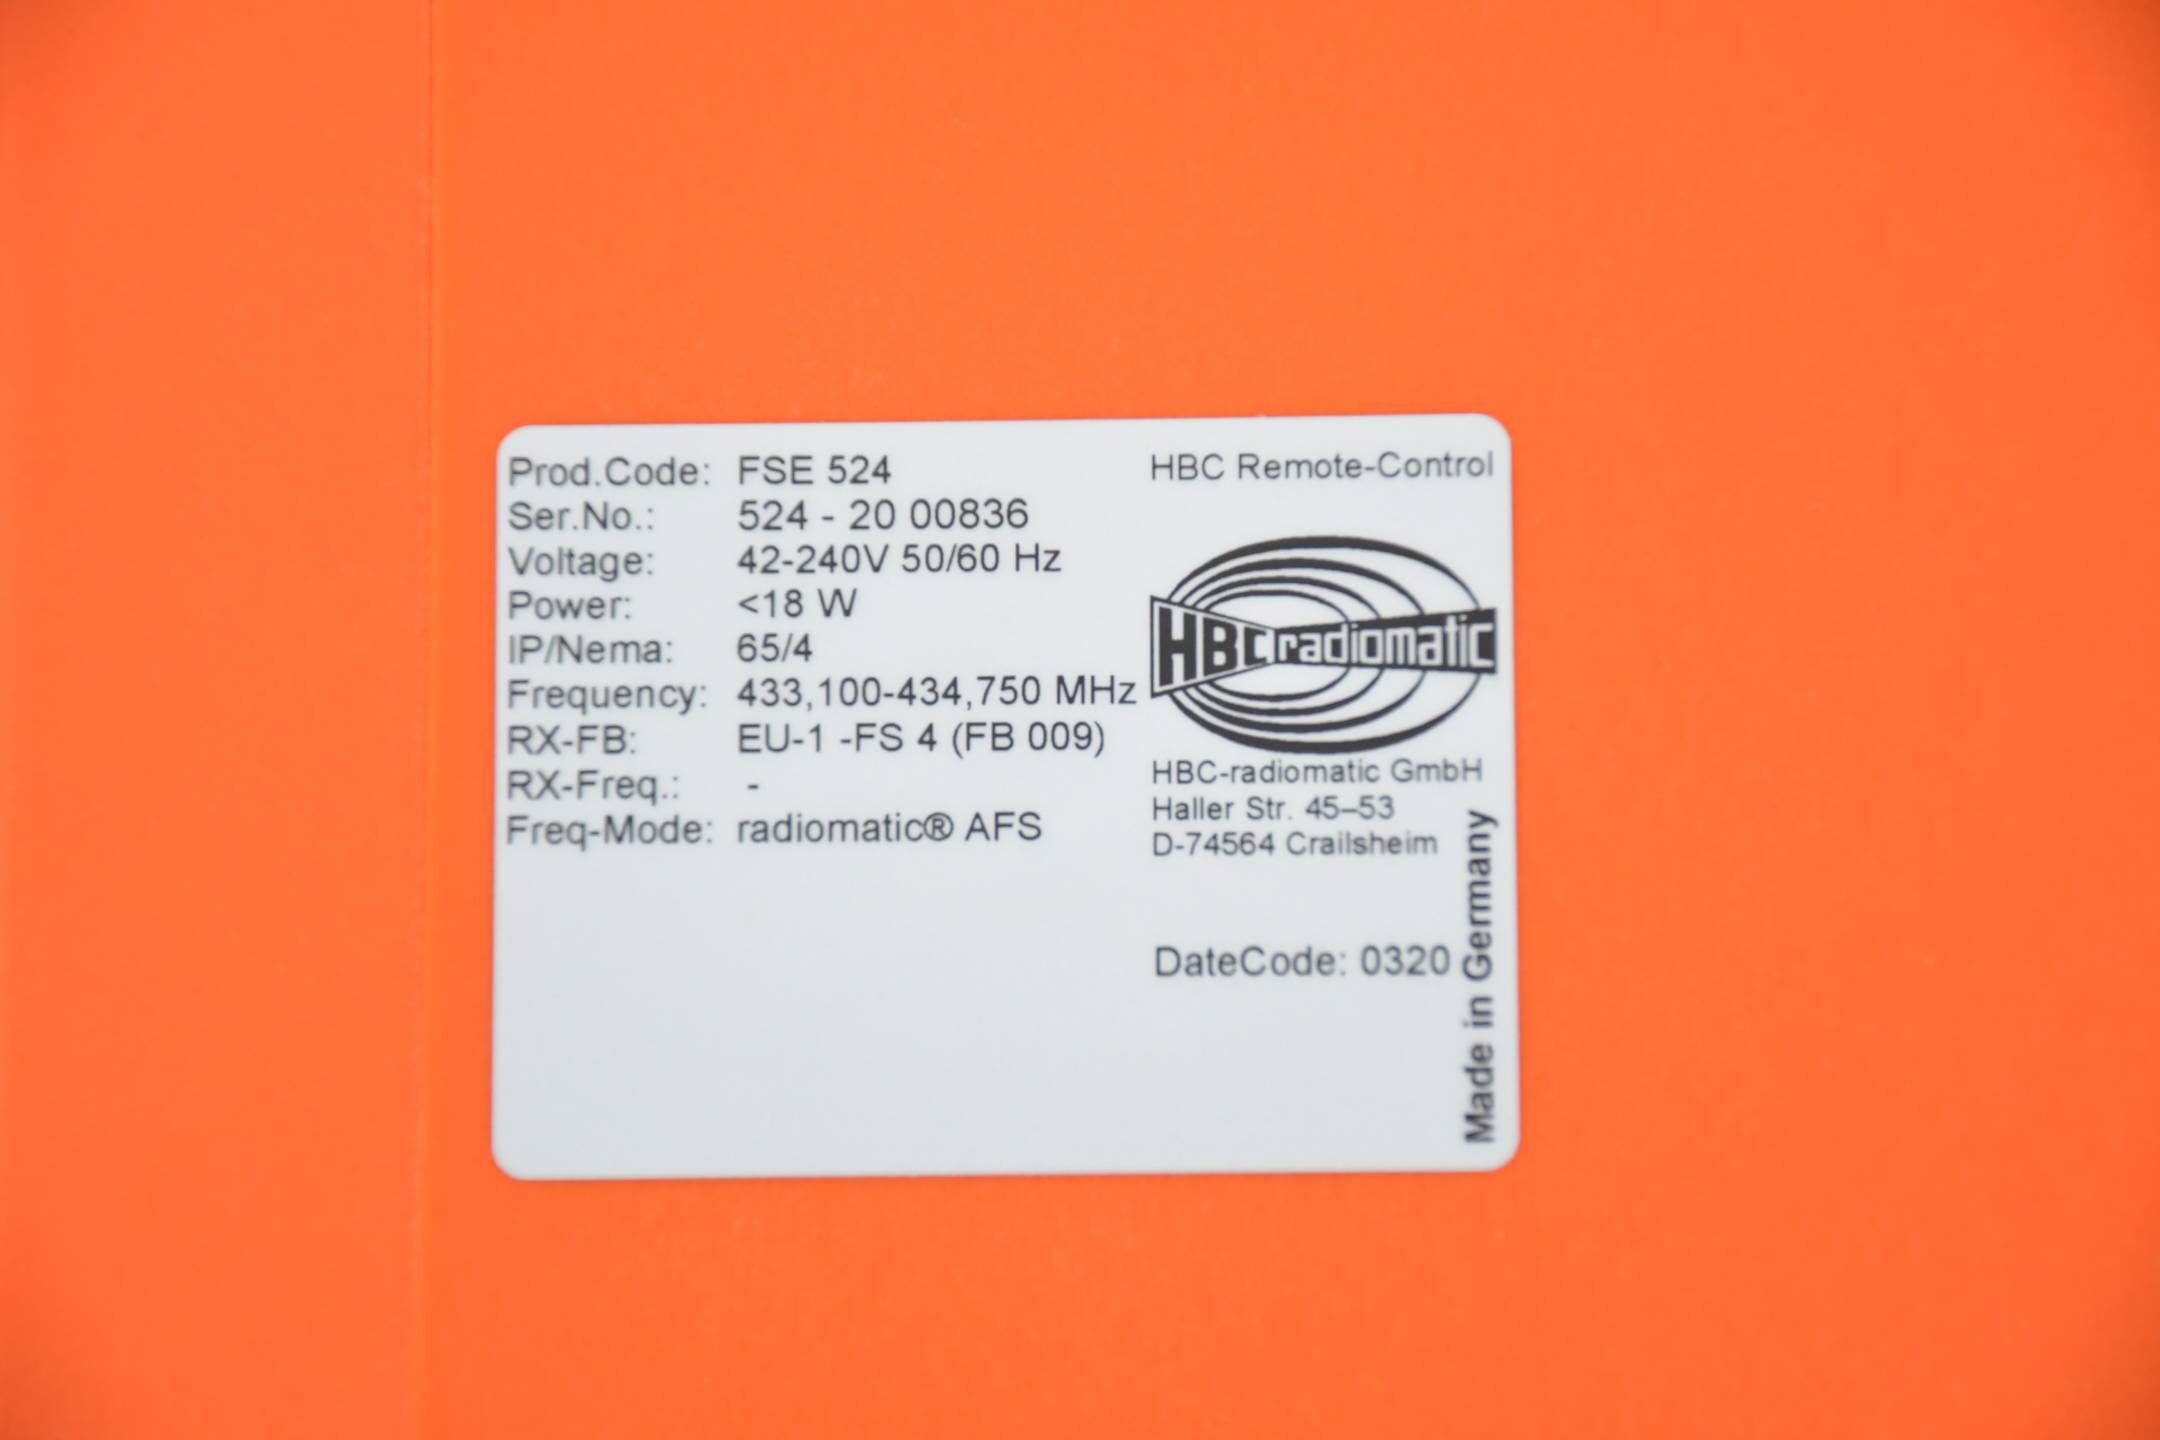 Prod.Code: FSE 524
Ser.No.: 524 - 20 00836
Voltage: 42-240V 50/60 Hz
Power: <18 W
IP/Nema: 65/4
Frequency: 433,100-434,750 MHz
RX-FB: EU-1 -FS 4 (FB 009)
RX-Freq.: -
Freq-Mode: radiomatic® AFS
HBC Remote-Control
HBC radiomatic
HBC-radiomatic GmbH
Haller Str. 45–53
D-74564 Crailsheim
DateCode: 0320
Made in Germany